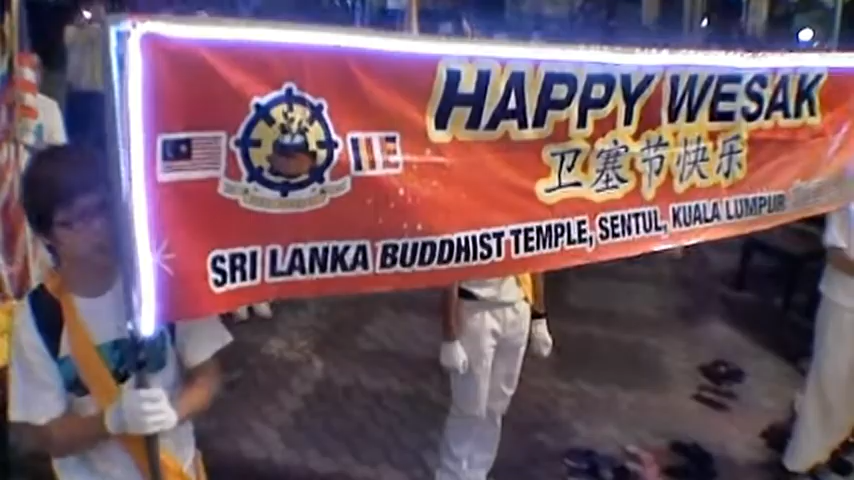 HAPPY WESAK
卫塞节快乐
SRI LANKA BUDDHIST TEMPLE, SENTUL, KUALA LUMPUR